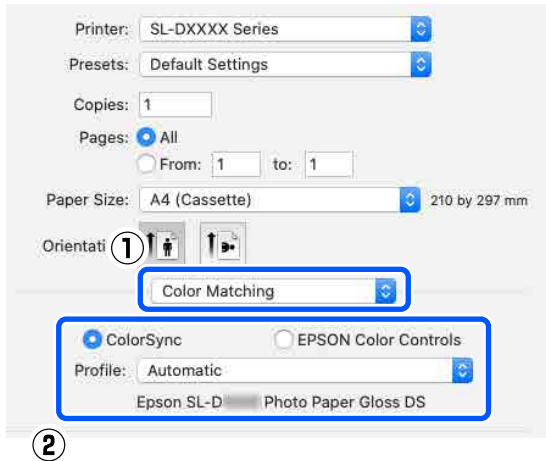 Printer: SL-DXXXX Series
Presets: Default Settings
Copies: 1
Pages: All
From: 1 to: 1
Paper Size: A4 (Cassette) 210 by 297 mm
Orientati
①
Color Matching
ColorSync EPSON Color Controls
Profile: Automatic
Epson SL-D Photo Paper Gloss DS
②